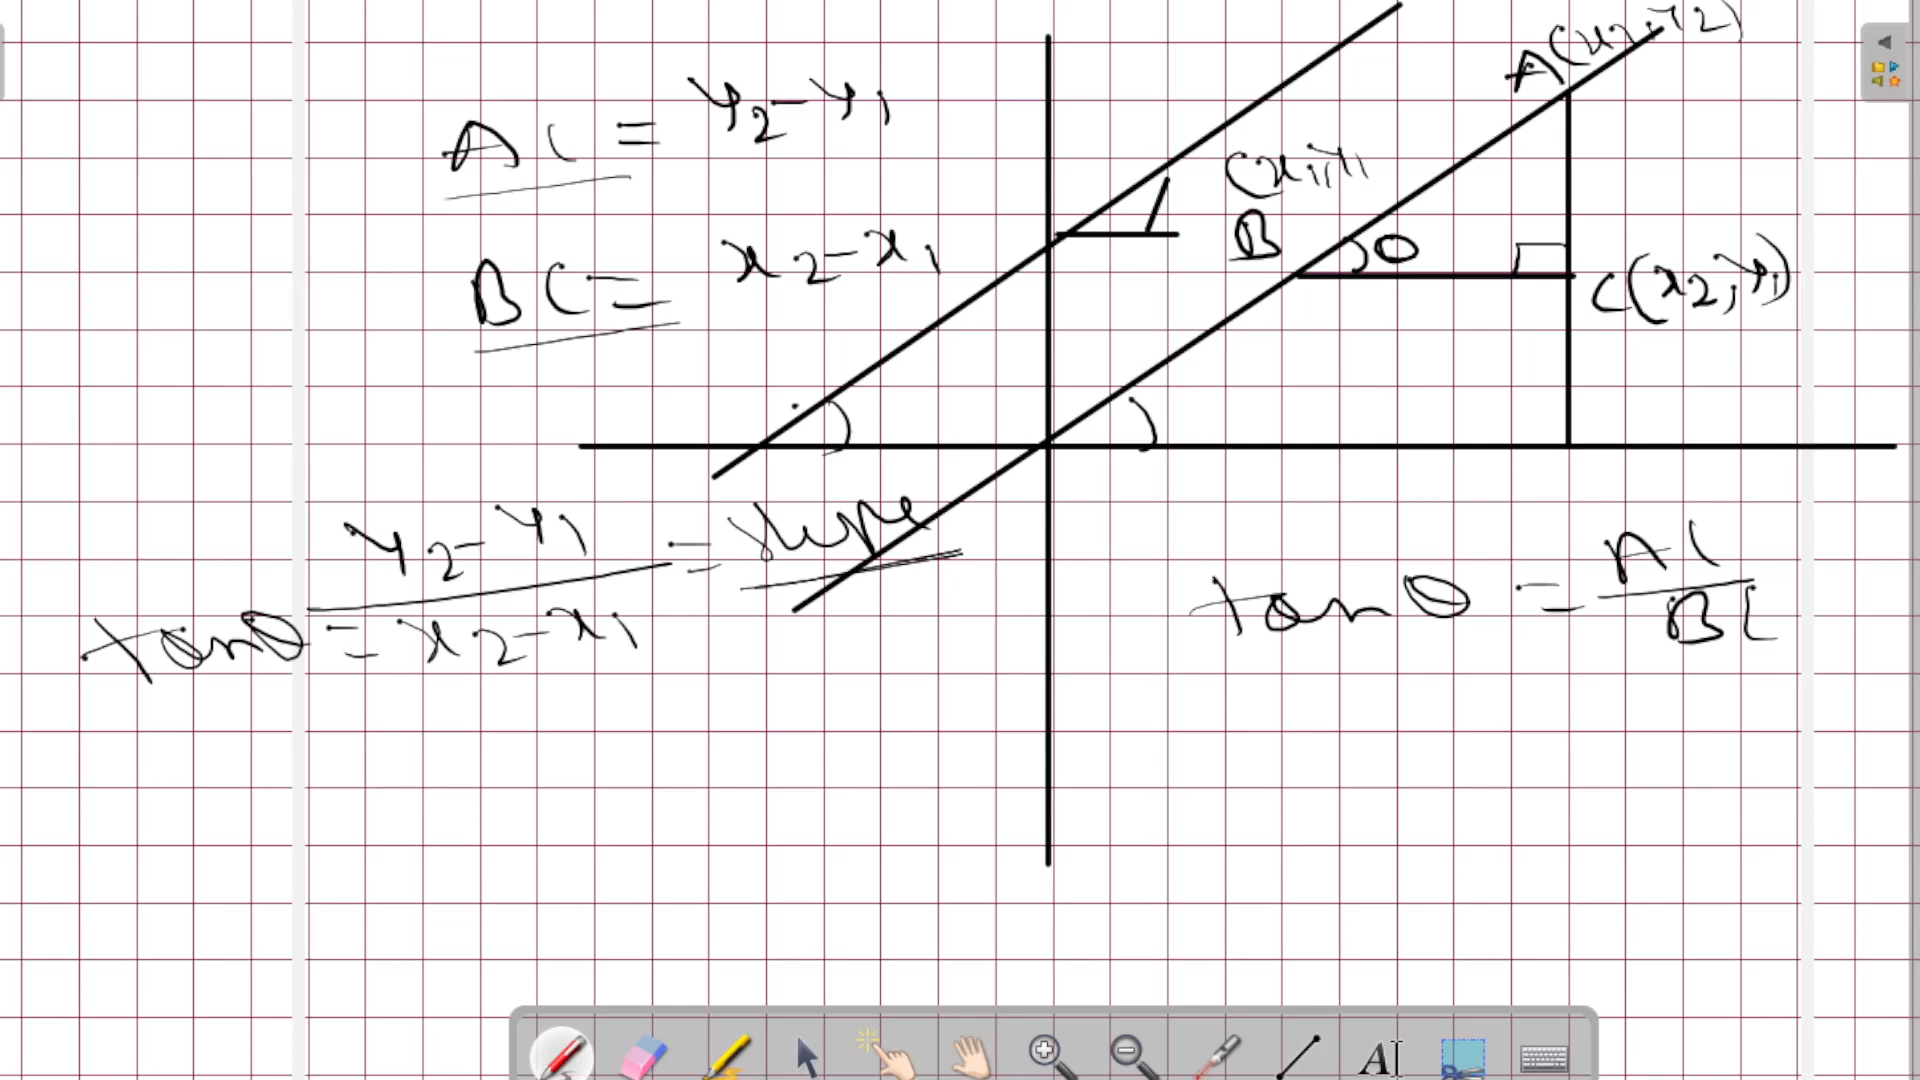 A(x2,y2)
AC = y2-y1
(x1,y1
B θ
BC = x2-x1
C(x2,y1)
tanθ = y2-y1 / x2-x1 = slope
tanθ = AC / BC
AI